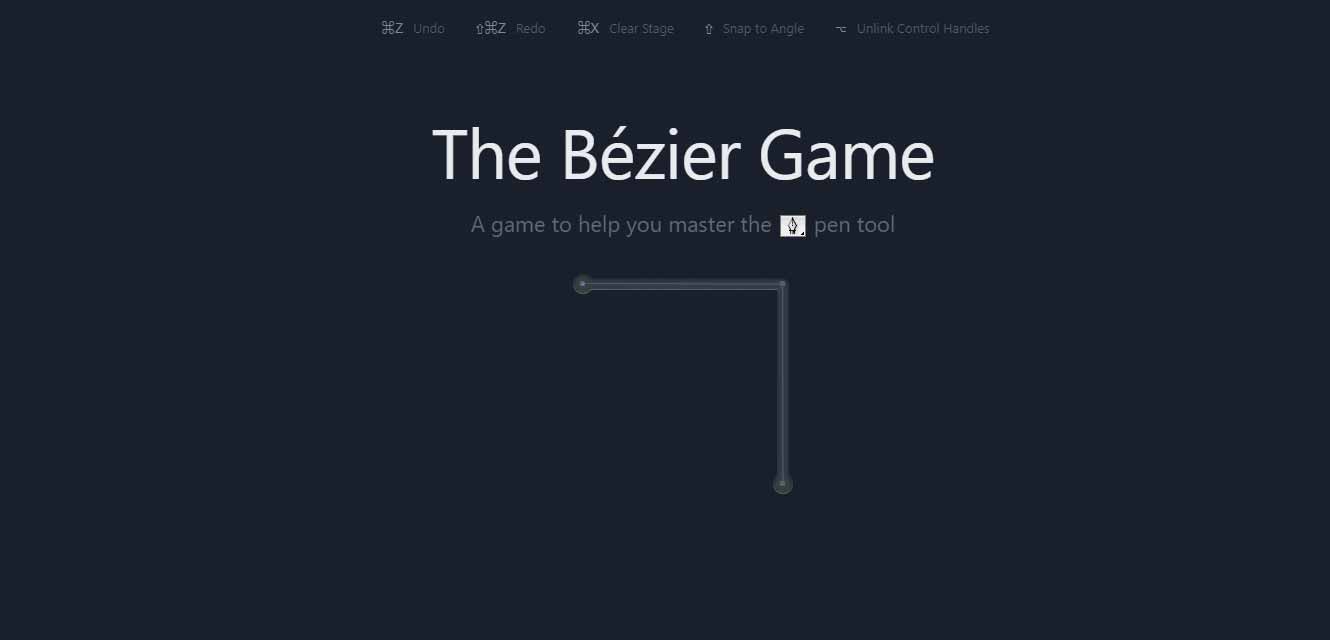 ⌘Z Undo ⇧⌘Z Redo ⌘X Clear Stage ⇧ Snap to Angle ⌥ Unlink Control Handles
The Bézier Game
A game to help you master the pen tool